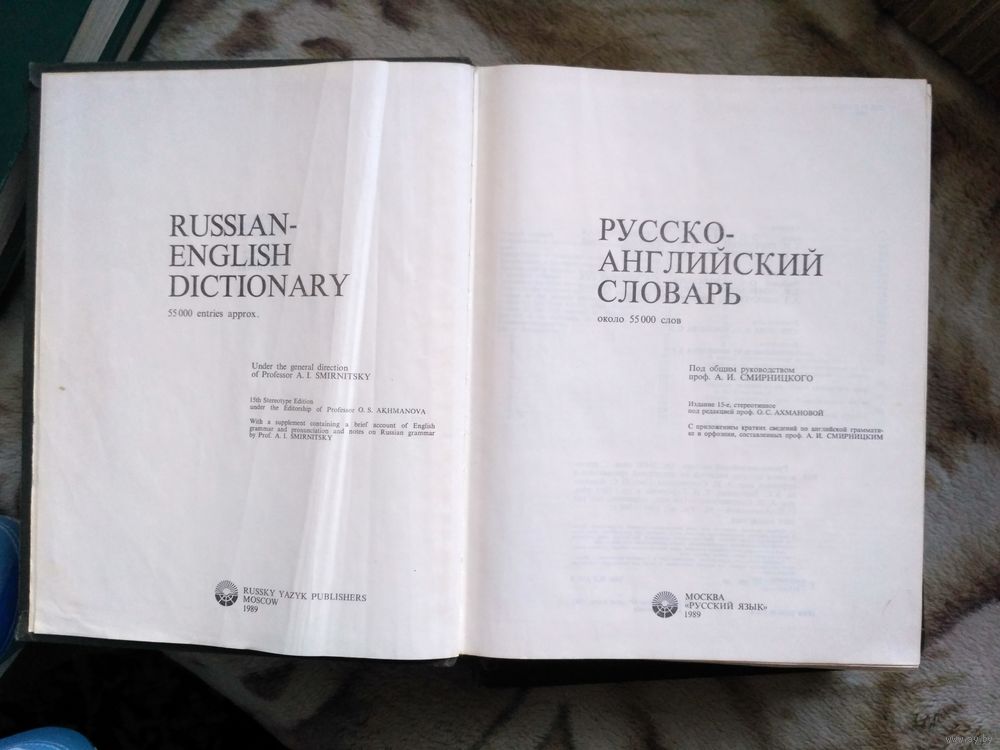 RUSSIAN-
ENGLISH
DICTIONARY
55 000 entries approx.
Under the general direction
of Professor A. I. SMIRNITSKY
15th Stereotype Edition
under the Editorship of Professor O. S. AKHMANOVA
With a supplement containing a brief account of English
grammar and pronunciation and notes on Russian grammar
by Prof. A. I. SMIRNITSKY
RUSSKY YAZYK PUBLISHERS
MOSCOW
1989
РУССКО-
АНГЛИЙСКИЙ
СЛОВАРЬ
около 55 000 слов
Под общим руководством
проф. А. И. СМИРНИЦКОГО
Издание 15-е, стереотипное
под редакцией проф. О. С. АХМАНОВОЙ
С приложением кратких сведений по английской граммати-
ке и орфоэпии, составленных проф. А. И. СМИРНИЦКИМ
МОСКВА
«РУССКИЙ ЯЗЫК»
1989